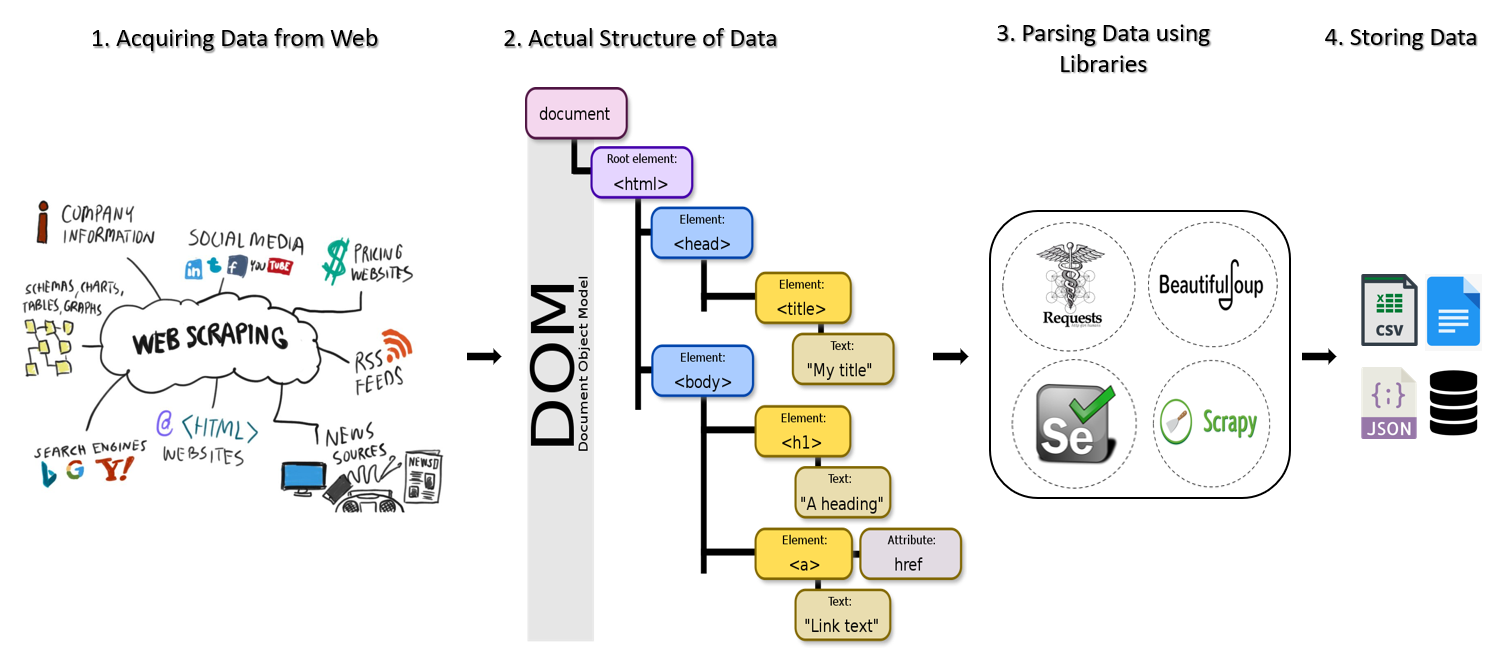 1. Acquiring Data from Web
2. Actual Structure of Data
3. Parsing Data using
Libraries
4. Storing Data
COMPANY
INFORMATION
SOCIAL MEDIA
in
t
f
YOU TUBE
$
PRICING
WEBSITES
SCHEMAS, CHARTS,
TABLES, GRAPHS
WEB SCRAPING
RSS
FEEDS
SEARCH ENGINES
b G Y!
@ <HTML>
WEBSITES
NEWS
SOURCES
NEWS
DOM
Document Object Model
document
Root element:
<html>
Element:
<head>
Element:
<title>
Text:
"My title"
Element:
<body>
Element:
<h1>
Text:
"A heading"
Element:
<a>
Attribute:
href
Text:
"Link text"
Requests
BeautifulSoup
Se
Scrapy
X
CSV
{;}
JSON